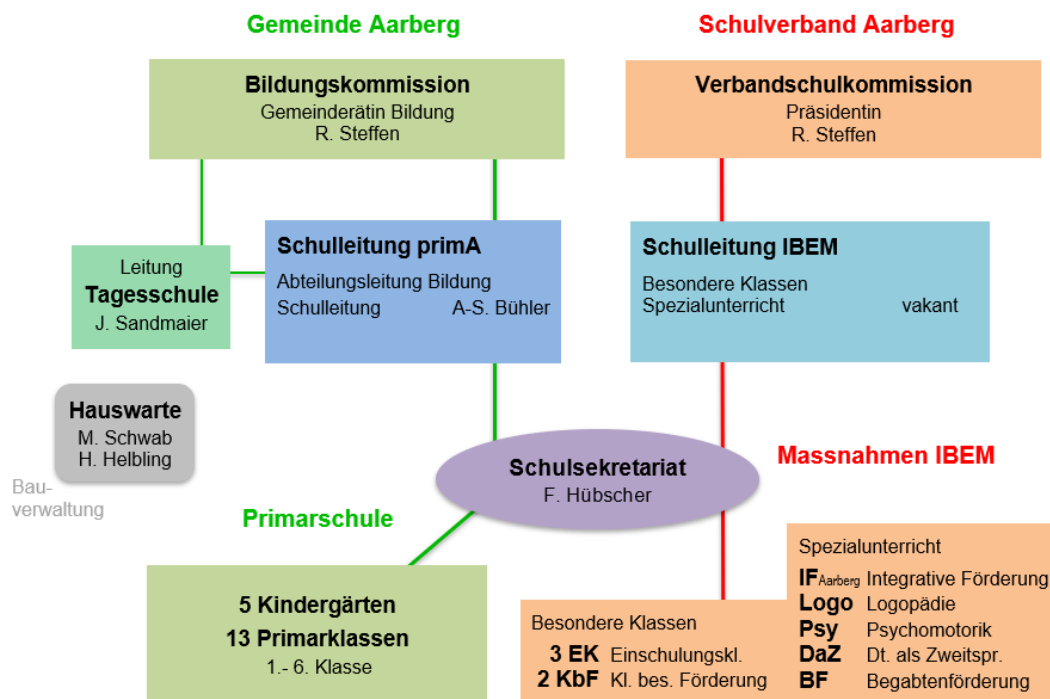 Gemeinde Aarberg
Schulverband Aarberg
Bildungskommission
Gemeinderätin Bildung
R. Steffen
Verbandschulkommission
Präsidentin
R. Steffen
Leitung
Tagesschule
J. Sandmaier
Schulleitung primA
Abteilungsleitung Bildung
Schulleitung A-S. Bühler
Schulleitung IBEM
Besondere Klassen
Spezialunterricht vakant
Hauswarte
M. Schwab
H. Helbling
Bau-
verwaltung
Schulsekretariat
F. Hübscher
Massnahmen IBEM
Primarschule
5 Kindergärten
13 Primarklassen
1.- 6. Klasse
Besondere Klassen
3 EK Einschulungskl.
2 KbF Kl. bes. Förderung
Spezialunterricht
IFAarberg Integrative Förderung
Logo Logopädie
Psy Psychomotorik
DaZ Dt. als Zweitspr.
BF Begabtenförderung